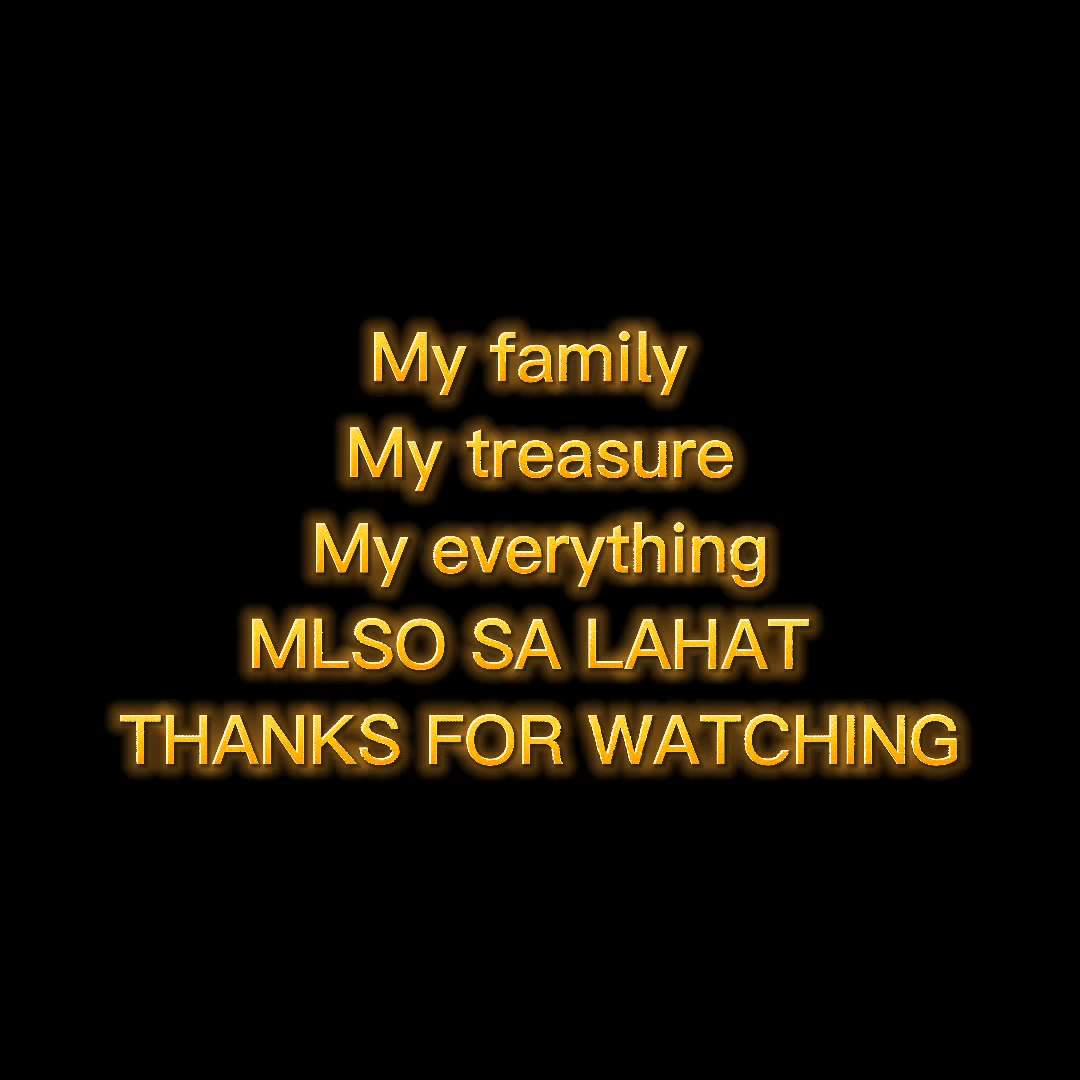 My family
My treasure
My everything
MLSO SA LAHAT
THANKS FOR WATCHING